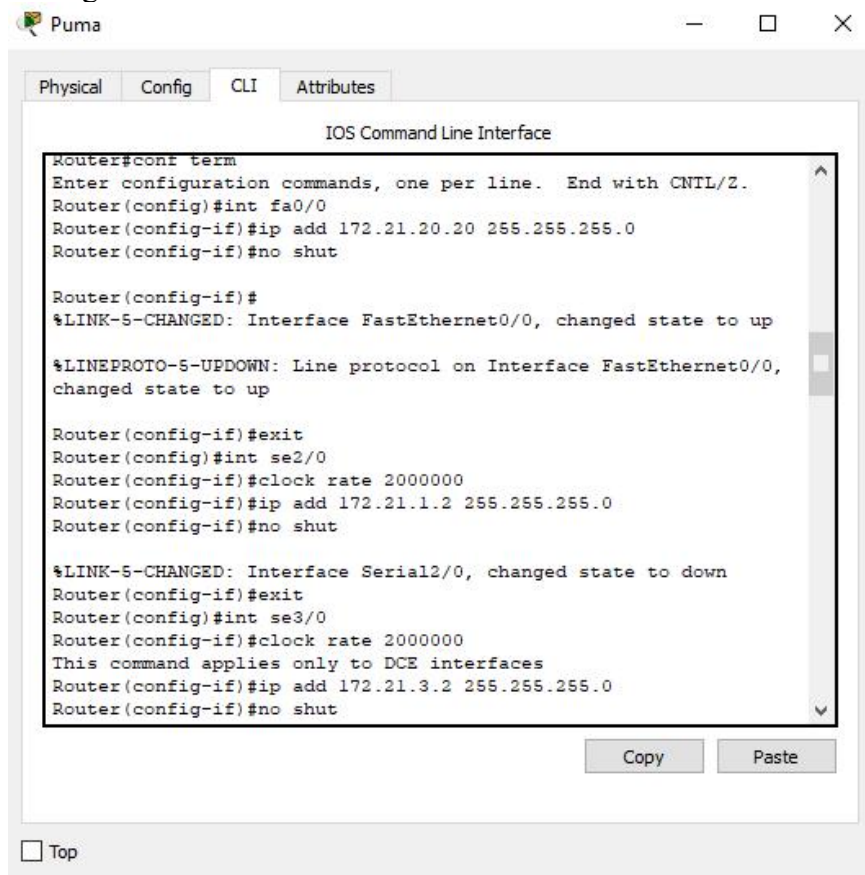 Puma
Physical Config CLI Attributes
IOS Command Line Interface
Router#conf term
Enter configuration commands, one per line.  End with CNTL/Z.
Router(config)#int fa0/0
Router(config-if)#ip add 172.21.20.20 255.255.255.0
Router(config-if)#no shut
Router(config-if)#
%LINK-5-CHANGED: Interface FastEthernet0/0, changed state to up
%LINEPROTO-5-UPDOWN: Line protocol on Interface FastEthernet0/0,
changed state to up
Router(config-if)#exit
Router(config)#int se2/0
Router(config-if)#clock rate 2000000
Router(config-if)#ip add 172.21.1.2 255.255.255.0
Router(config-if)#no shut
%LINK-5-CHANGED: Interface Serial2/0, changed state to down
Router(config-if)#exit
Router(config)#int se3/0
Router(config-if)#clock rate 2000000
This command applies only to DCE interfaces
Router(config-if)#ip add 172.21.3.2 255.255.255.0
Router(config-if)#no shut
Copy Paste
Top